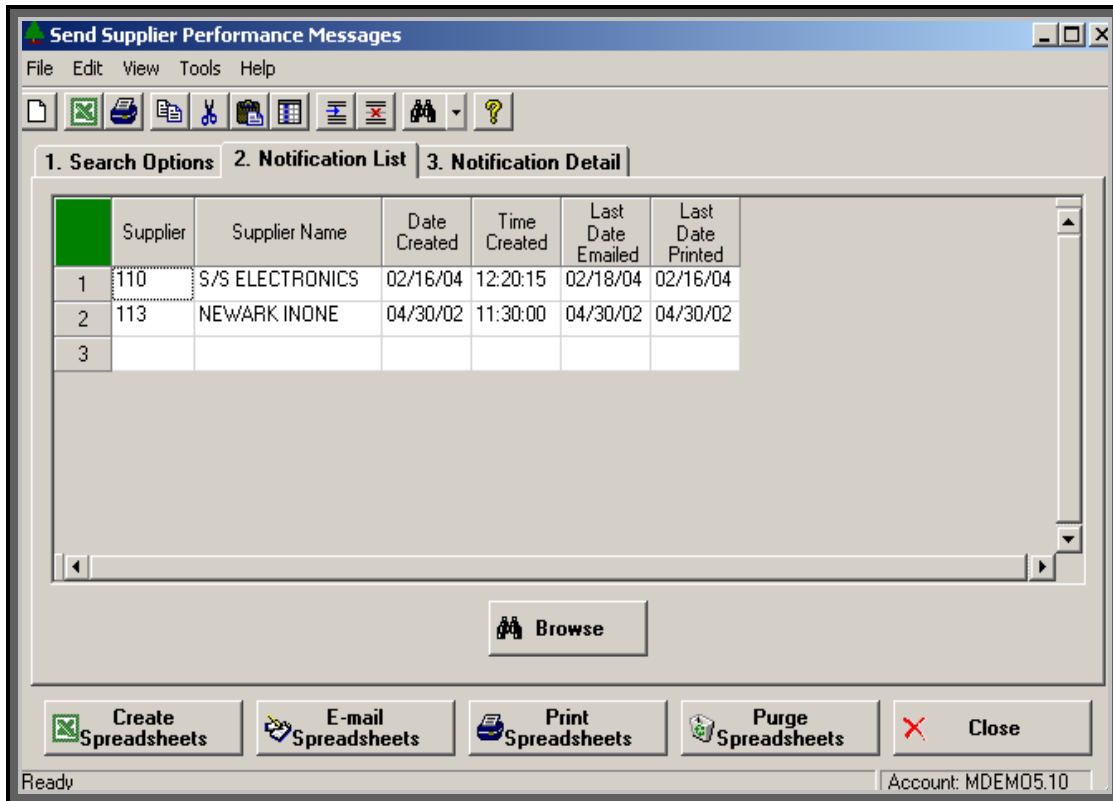 Send Supplier Performance Messages
File Edit View Tools Help
1. Search Options 2. Notification List 3. Notification Detail
Supplier Supplier Name Date Created Time Created Last Date Emailed Last Date Printed
1 110 S/S ELECTRONICS 02/16/04 12:20:15 02/18/04 02/16/04
2 113 NEWARK INONE 04/30/02 11:30:00 04/30/02 04/30/02
3
Browse
Create Spreadsheets E-mail Spreadsheets Print Spreadsheets Purge Spreadsheets Close
Ready Account: MDEMO5.10